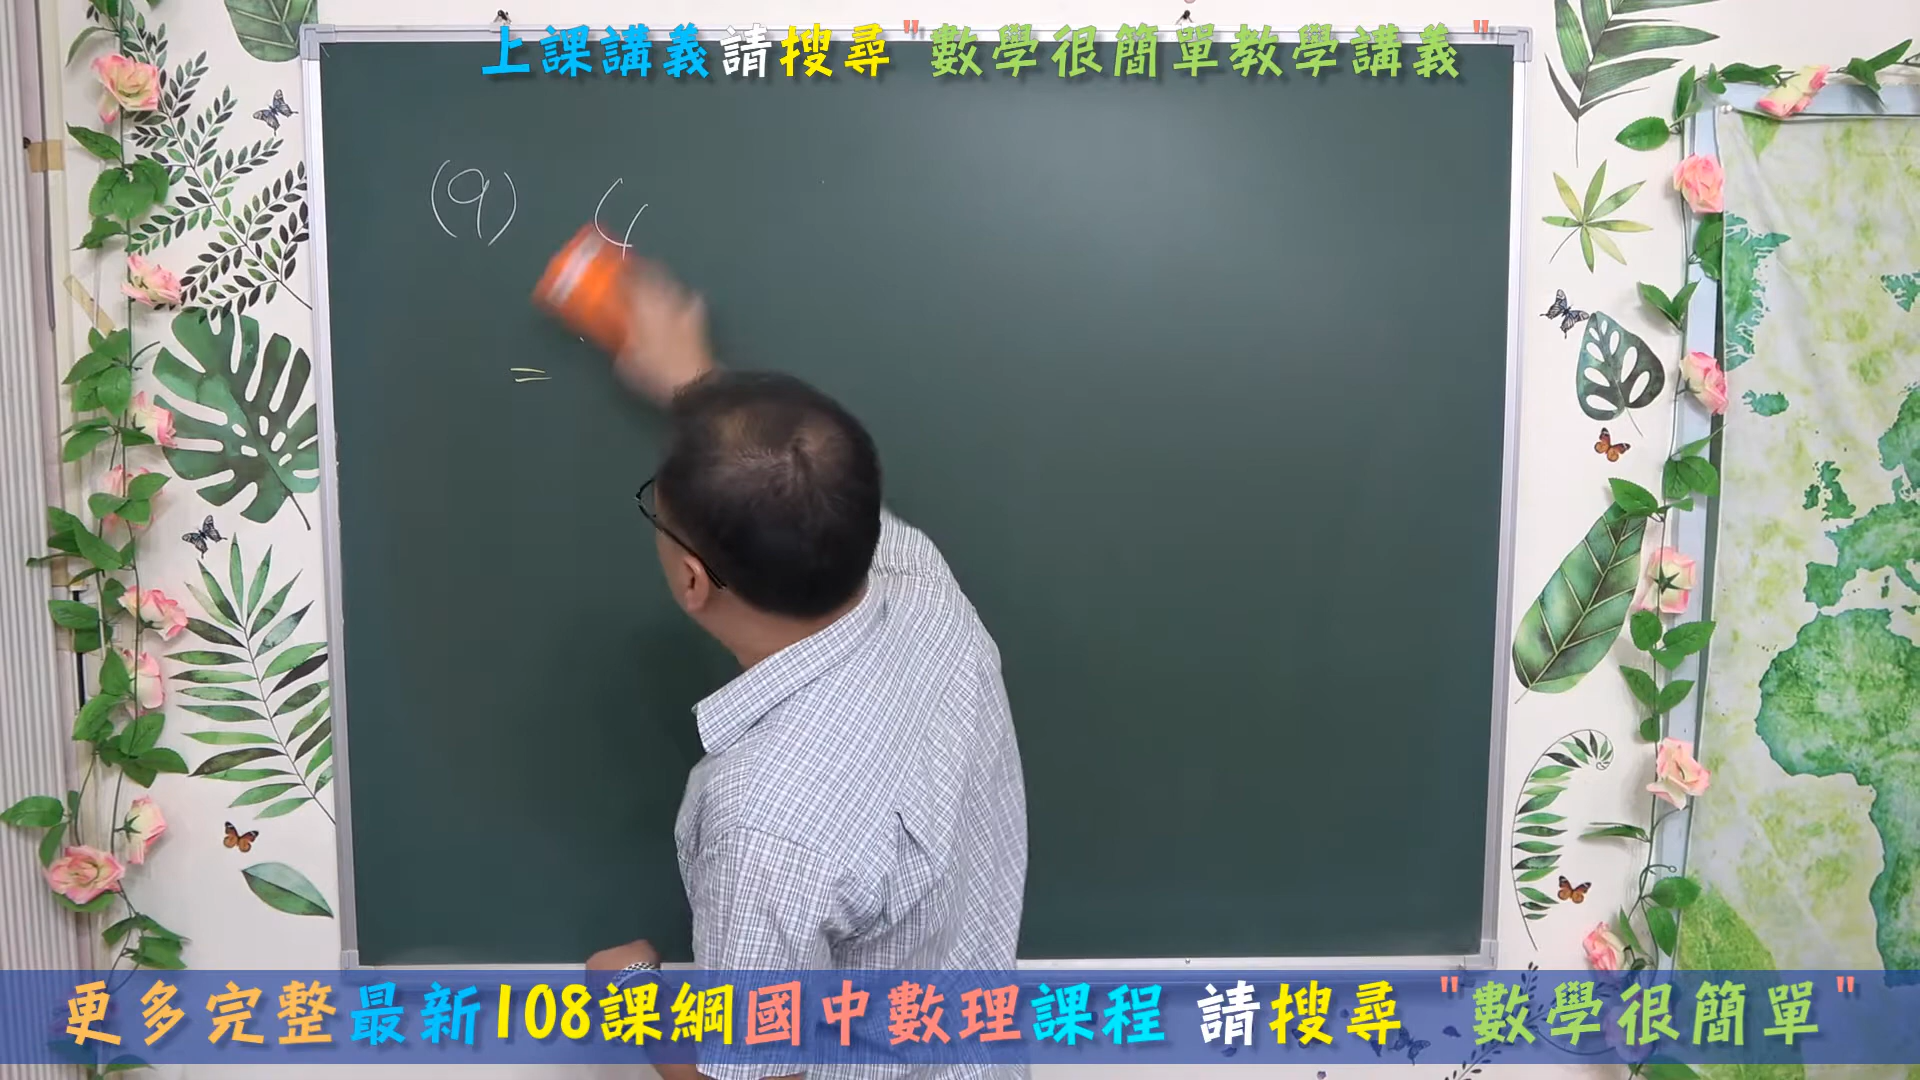 上課講義請搜尋"數學很簡單教學講義"
(9)
=
更多完整最新108課綱國中數理課程 請搜尋 "數學很簡單"